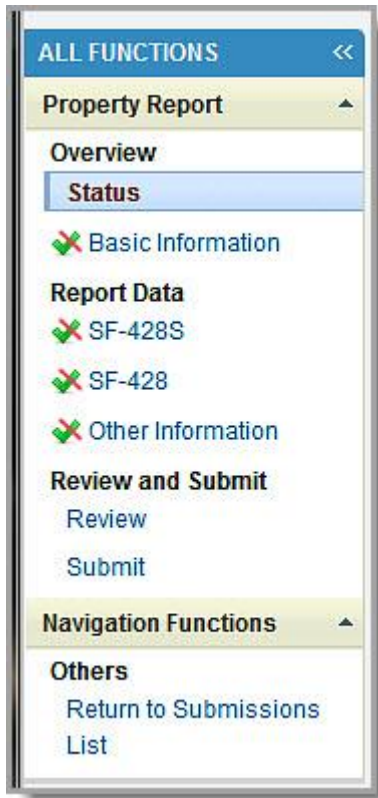 ALL FUNCTIONS «
Property Report
Overview
Status
Basic Information
Report Data
SF-428S
SF-428
Other Information
Review and Submit
Review
Submit
Navigation Functions
Others
Return to Submissions
List